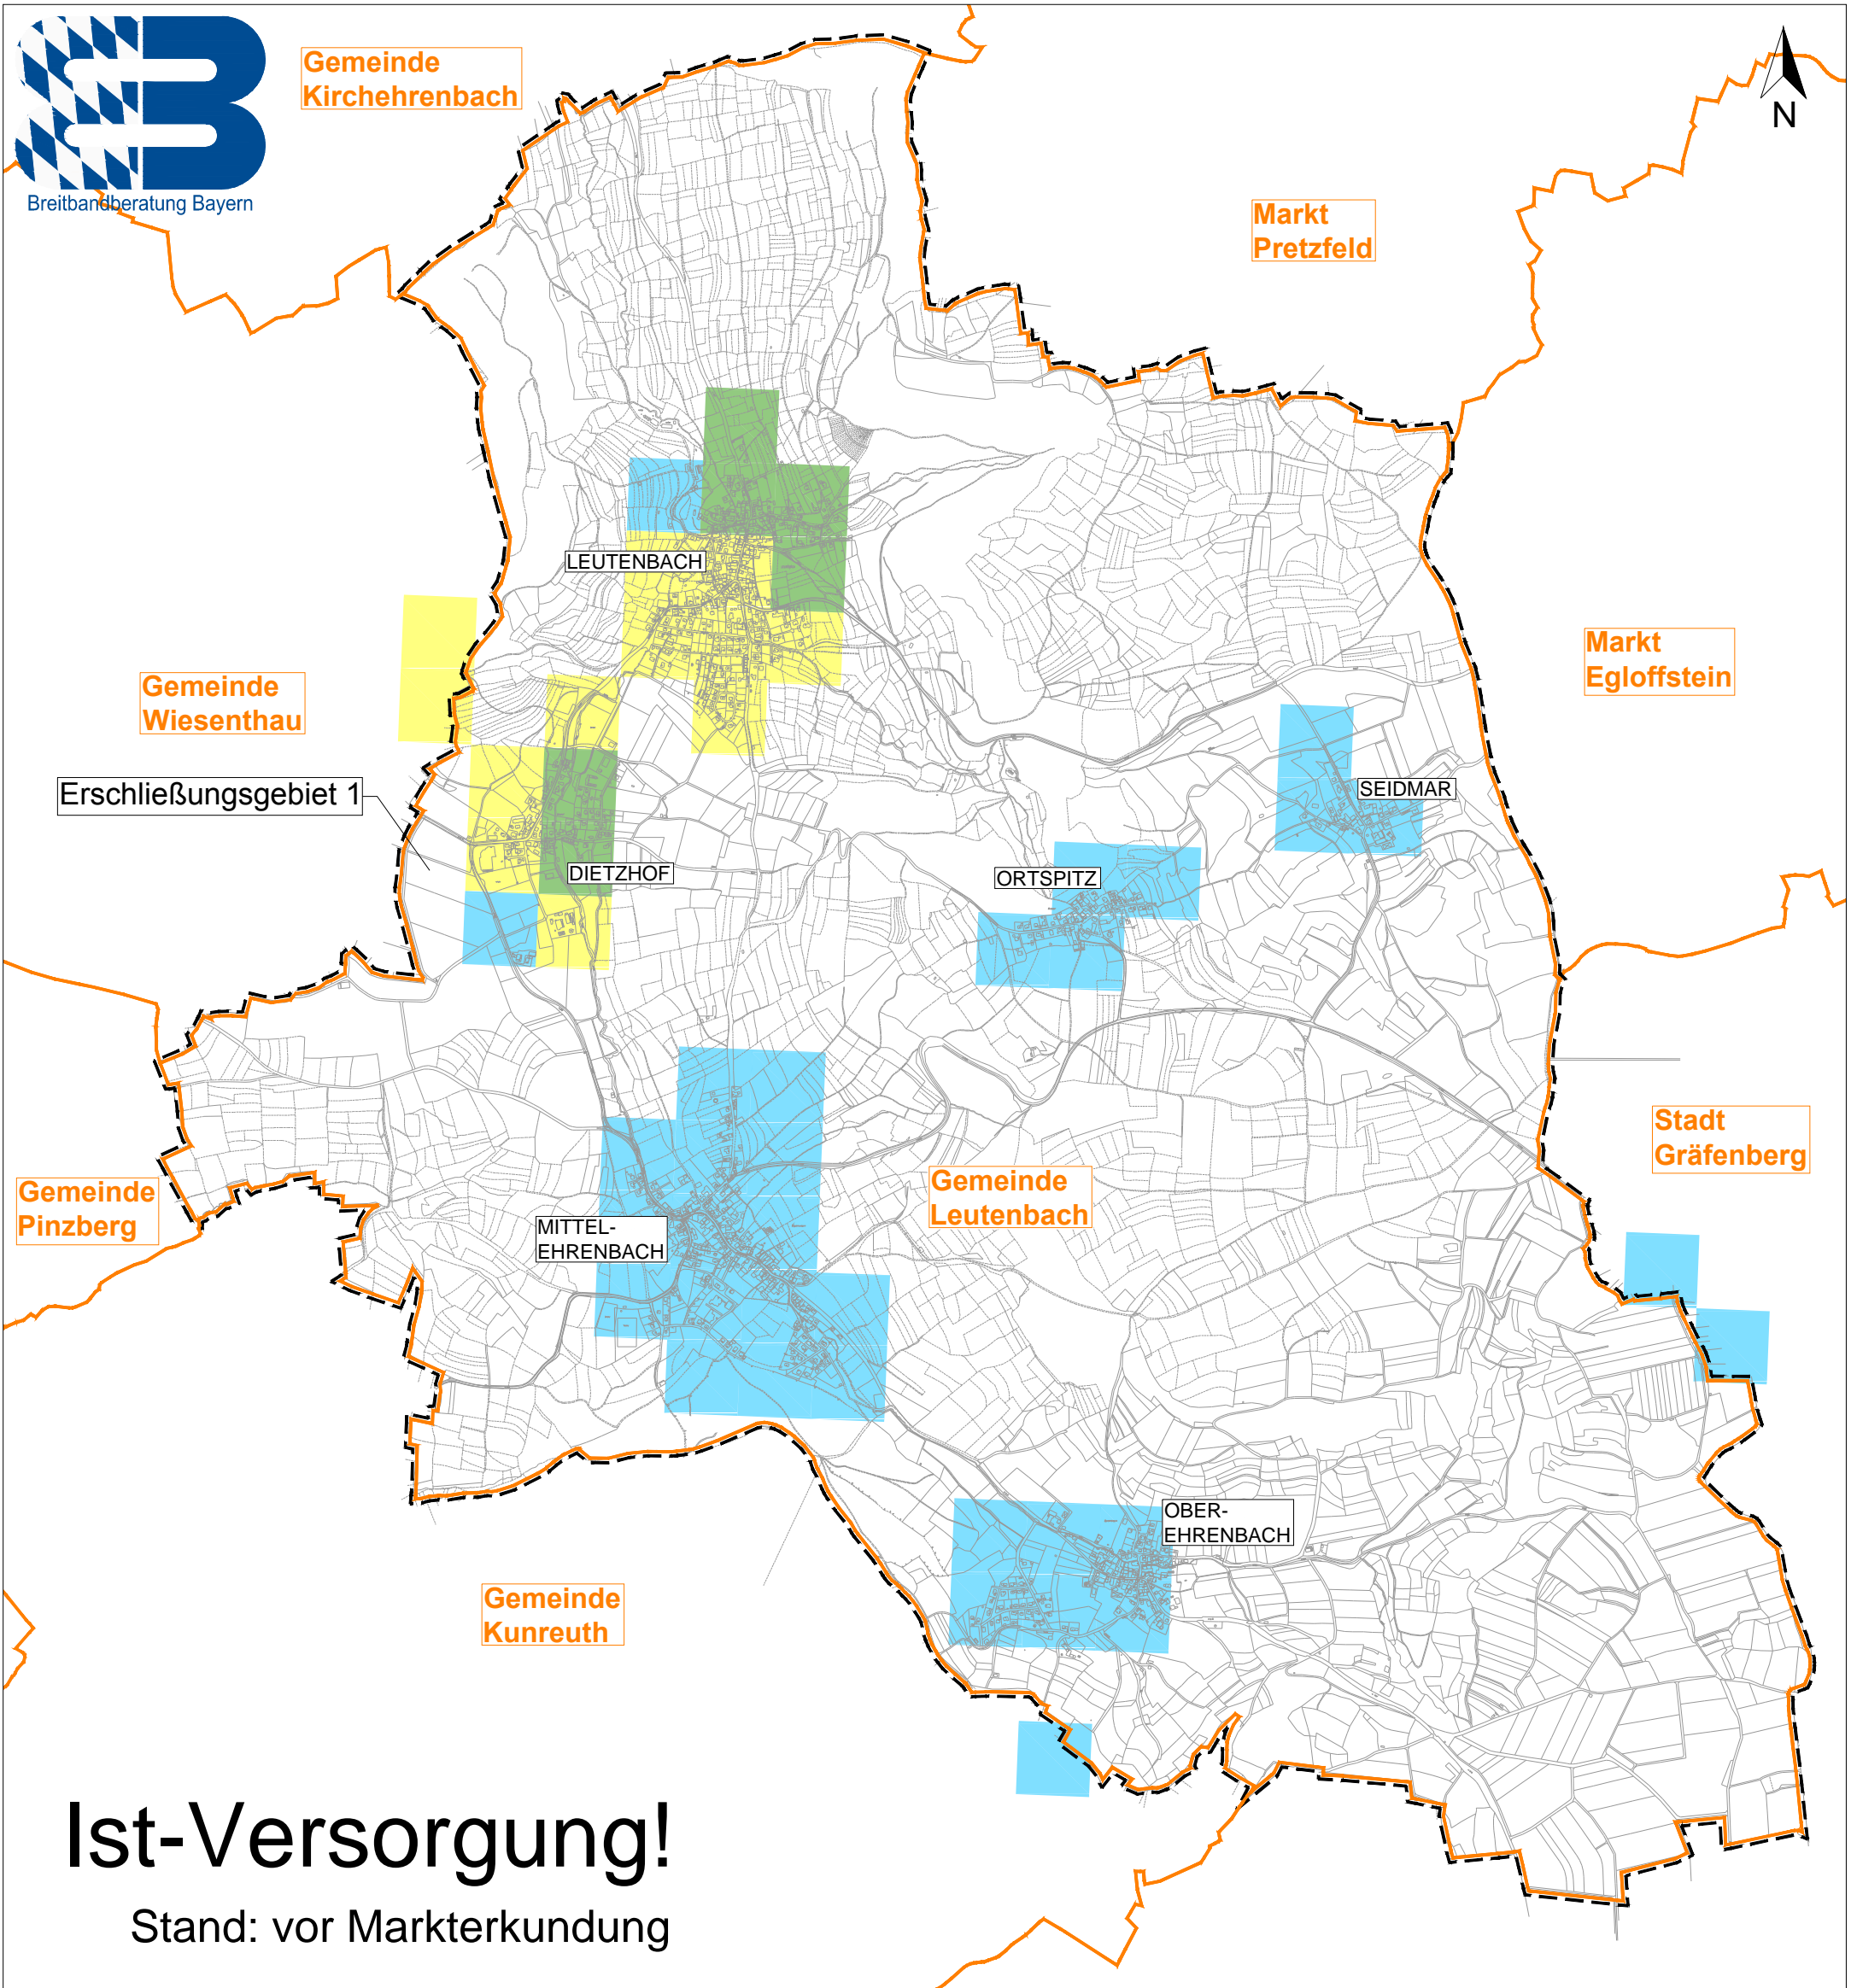 Breitbandberatung Bayern
Gemeinde
Kirchehrenbach
N
Markt
Pretzfeld
LEUTENBACH
Markt
Egloffstein
Gemeinde
Wiesenthau
Erschließungsgebiet 1
SEIDMAR
DIETZHOF
ORTSPITZ
Stadt
Gräfenberg
Gemeinde
Pinzberg
Gemeinde
Leutenbach
MITTEL-
EHRENBACH
OBER-
EHRENBACH
Gemeinde
Kunreuth
Ist-Versorgung!
Stand: vor Markterkundung